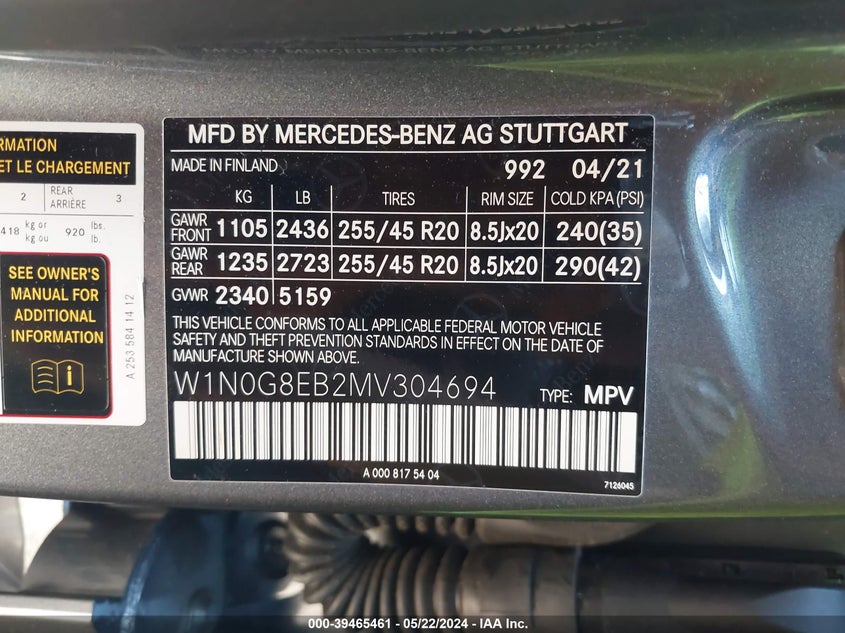 MFD BY MERCEDES-BENZ AG STUTTGART
MADE IN FINLAND 992 04/21
KG LB TIRES RIM SIZE COLD KPA (PSI)
GAWR FRONT 1105 2436 255/45 R20 8.5Jx20 240(35)
GAWR REAR 1235 2723 255/45 R20 8.5Jx20 290(42)
GVWR 2340 5159
THIS VEHICLE CONFORMS TO ALL APPLICABLE FEDERAL MOTOR VEHICLE
SAFETY AND THEFT PREVENTION STANDARDS IN EFFECT ON THE DATE OF
MANUFACTURE SHOWN ABOVE.
W1N0G8EB2MV304694 TYPE: MPV
A 000 817 54 04
7126045
ET LE CHARGEMENT
2 REAR ARRIÈRE 3
418 kg or kg ou 920 lbs. lb.
SEE OWNER'S
MANUAL FOR
ADDITIONAL
INFORMATION
A 253 584 14 12
000-39465461 - 05/22/2024 - IAA Inc.